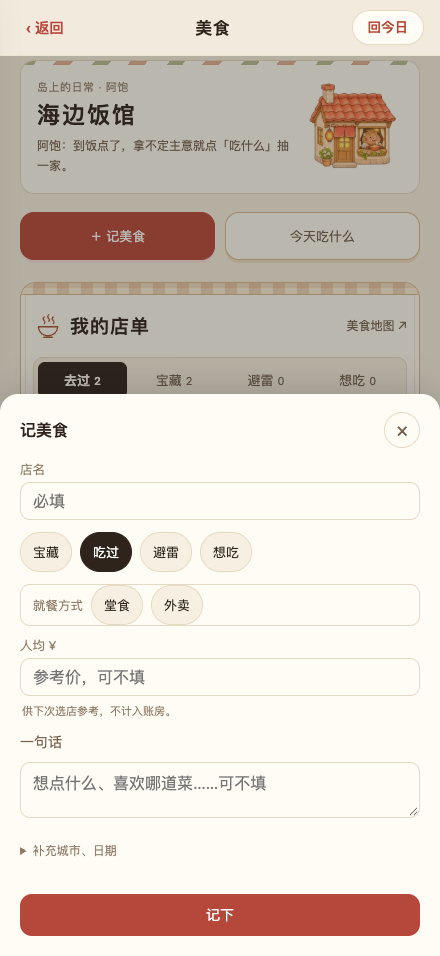 ‹ 返回
美食
回今日
岛上的日常 · 阿饱
海边饭馆
阿饱：到饭点了，拿不定主意就点「吃什么」抽
一家。
＋ 记美食
今天吃什么
我的店单
美食地图 ↗
去过 2
宝藏 2
避雷 0
想吃 0
记美食
×
店名
必填
宝藏
吃过
避雷
想吃
就餐方式
堂食
外卖
人均 ¥
参考价，可不填
供下次选店参考，不计入账房。
一句话
想点什么、喜欢哪道菜……可不填
▶ 补充城市、日期
记下